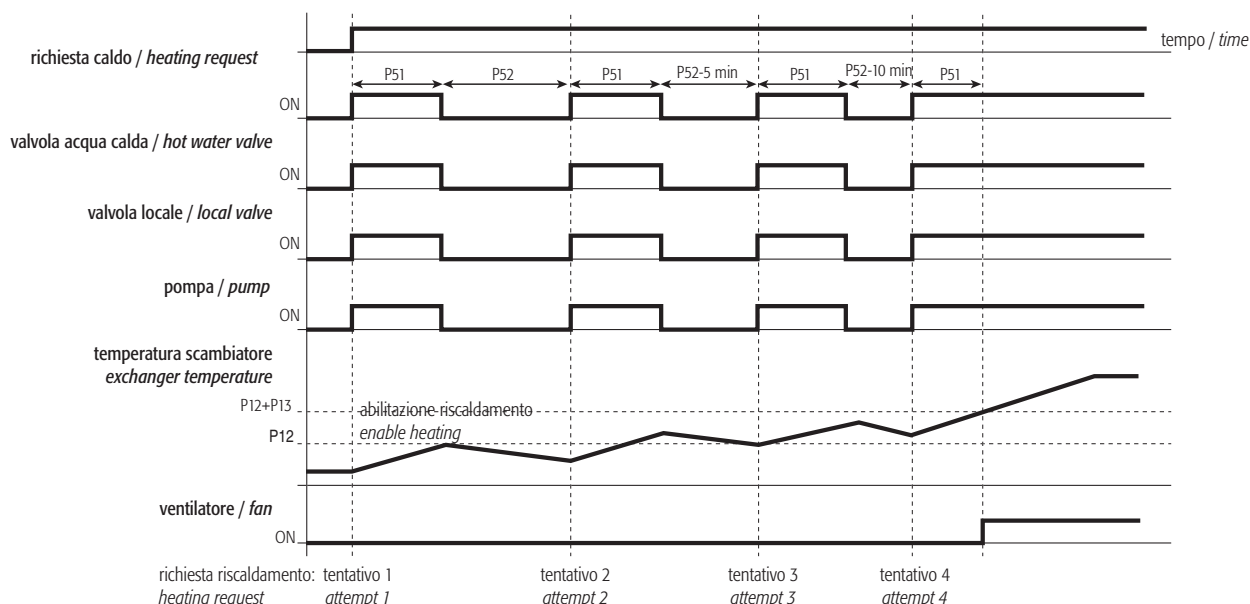 tempo / time
richiesta caldo / heating request
P51 P52 P51 P52-5 min P51 P52-10 min P51
ON
valvola acqua calda / hot water valve
ON
valvola locale / local valve
ON
pompa / pump
ON
temperatura scambiatore
exchanger temperature
P12+P13 abilitazione riscaldamento
P12 enable heating
ventilatore / fan
ON
richiesta riscaldamento: tentativo 1 tentativo 2 tentativo 3 tentativo 4
heating request attempt 1 attempt 2 attempt 3 attempt 4